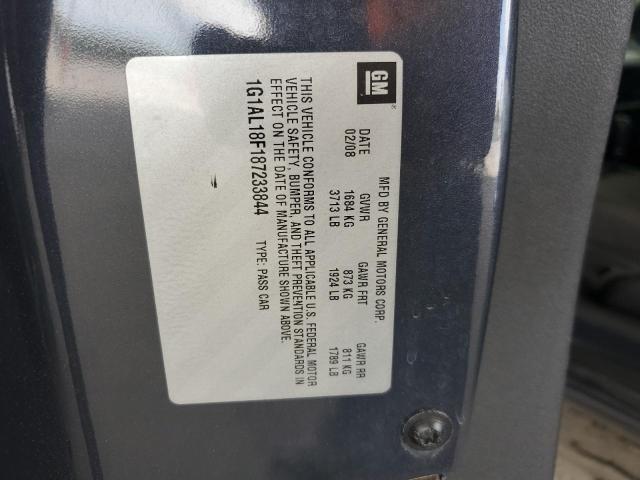 GM
®
MFD BY GENERAL MOTORS CORP.
DATE GVWR GAWR FRT GAWR RR
02/08 1684 KG 873 KG 811 KG
3713 LB 1924 LB 1789 LB
THIS VEHICLE CONFORMS TO ALL APPLICABLE U.S. FEDERAL MOTOR
VEHICLE SAFETY, BUMPER, AND THEFT PREVENTION STANDARDS IN
EFFECT ON THE DATE OF MANUFACTURE SHOWN ABOVE.
1G1AL18F187233844 TYPE: PASS CAR